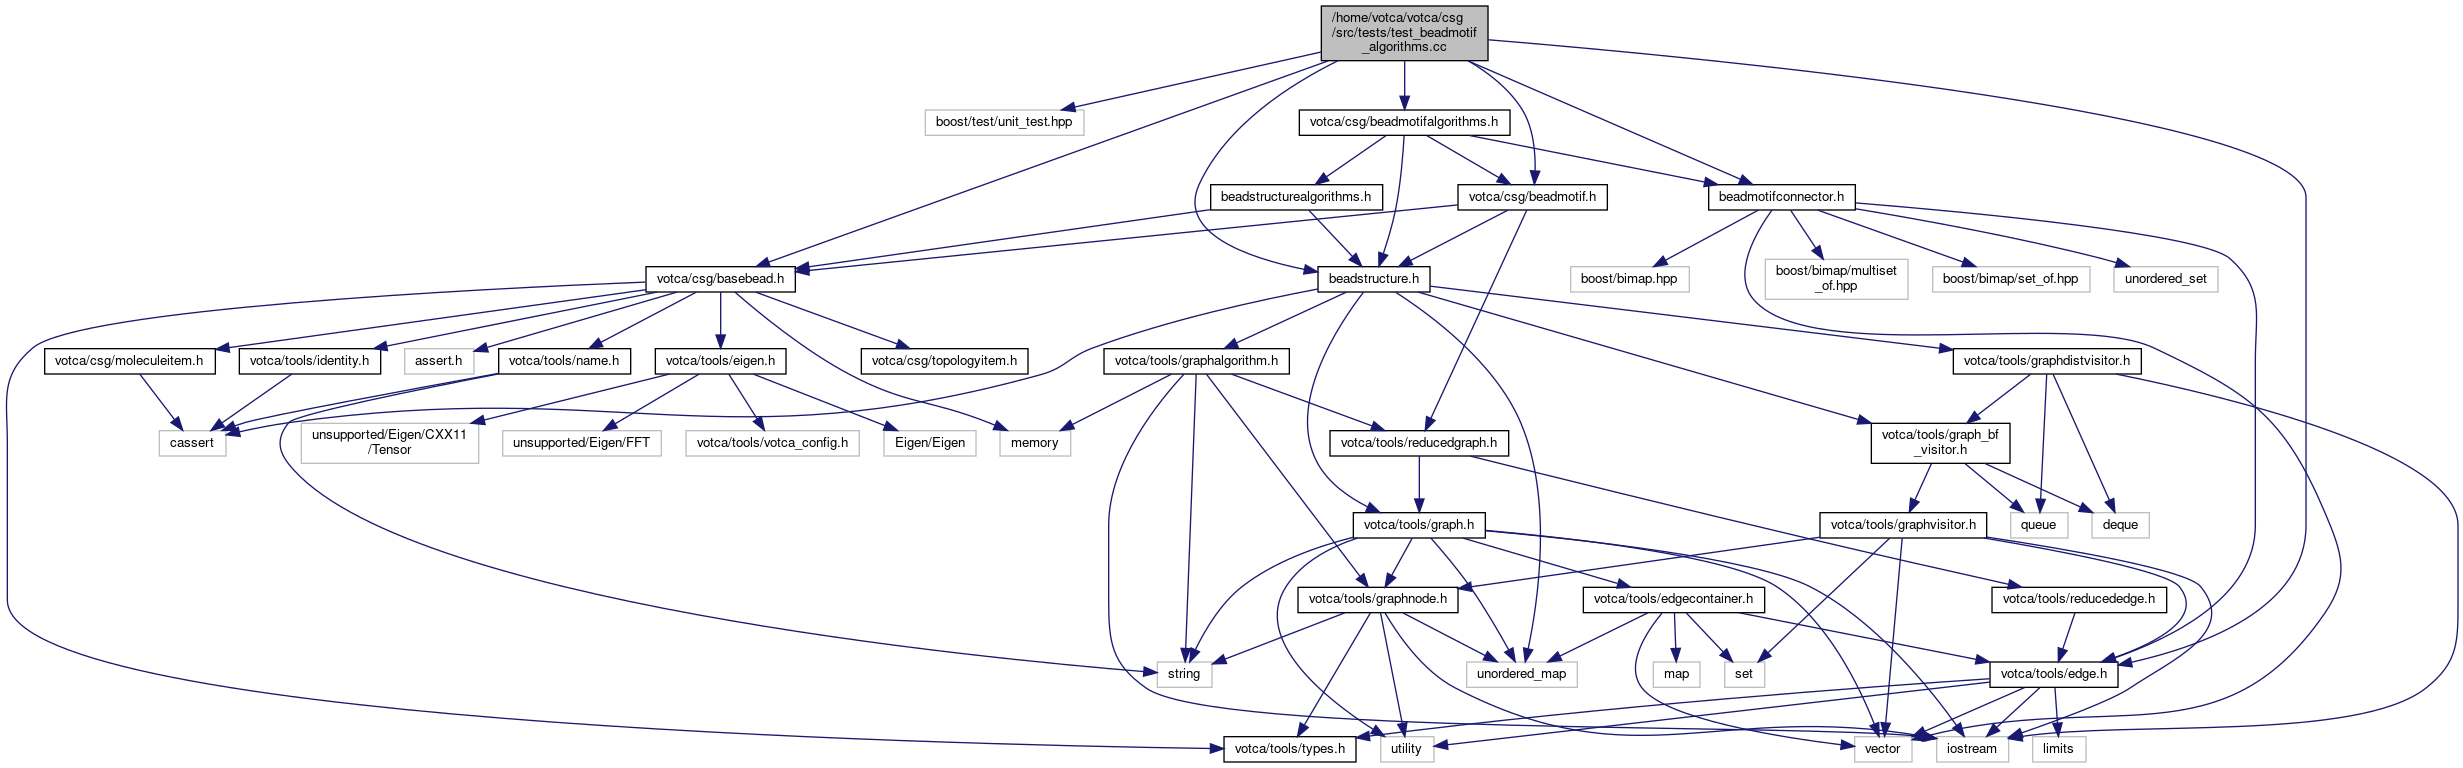 /home/votca/votca/csg
/src/tests/test_beadmotif
_algorithms.cc
boost/test/unit_test.hpp
votca/csg/beadmotifalgorithms.h
beadstructurealgorithms.h
votca/csg/beadmotif.h
beadmotifconnector.h
votca/csg/basebead.h
beadstructure.h
boost/bimap.hpp
boost/bimap/multiset
_of.hpp
boost/bimap/set_of.hpp
unordered_set
votca/csg/moleculeitem.h
votca/tools/identity.h
assert.h
votca/tools/name.h
votca/tools/eigen.h
votca/csg/topologyitem.h
votca/tools/graphalgorithm.h
votca/tools/graphdistvisitor.h
cassert
unsupported/Eigen/CXX11
/Tensor
unsupported/Eigen/FFT
votca/tools/votca_config.h
Eigen/Eigen
memory
votca/tools/reducedgraph.h
votca/tools/graph_bf
_visitor.h
votca/tools/graph.h
votca/tools/graphvisitor.h
queue
deque
votca/tools/graphnode.h
votca/tools/edgecontainer.h
votca/tools/reducededge.h
string
unordered_map
map
set
votca/tools/edge.h
votca/tools/types.h
utility
vector
iostream
limits